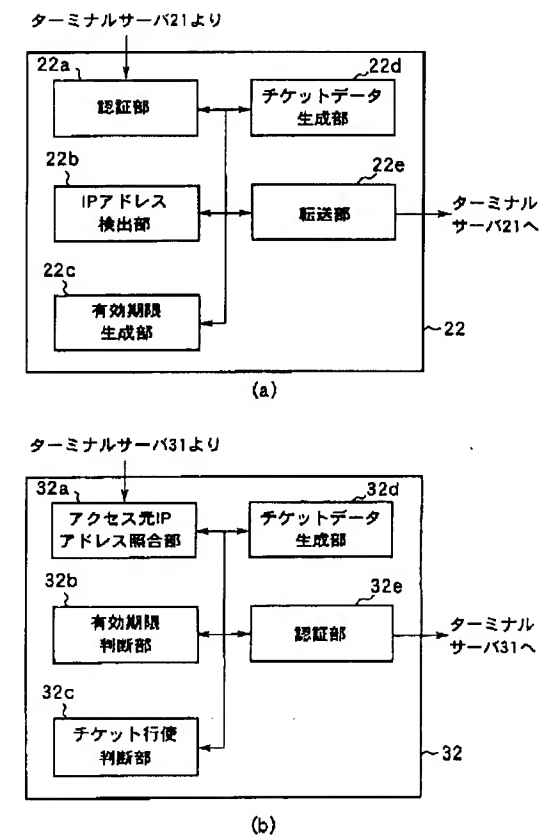 ターミナルサーバ21より
22a
認証部
22d
チケットデータ
生成部
22b
IPアドレス
検出部
22e
転送部
ターミナル
サーバ21へ
22c
有効期限
生成部
22
(a)
ターミナルサーバ31より
32a
アクセス元IP
アドレス照合部
32d
チケットデータ
生成部
32b
有効期限
判断部
32e
認証部
ターミナル
サーバ31へ
32c
チケット行使
判断部
32
(b)